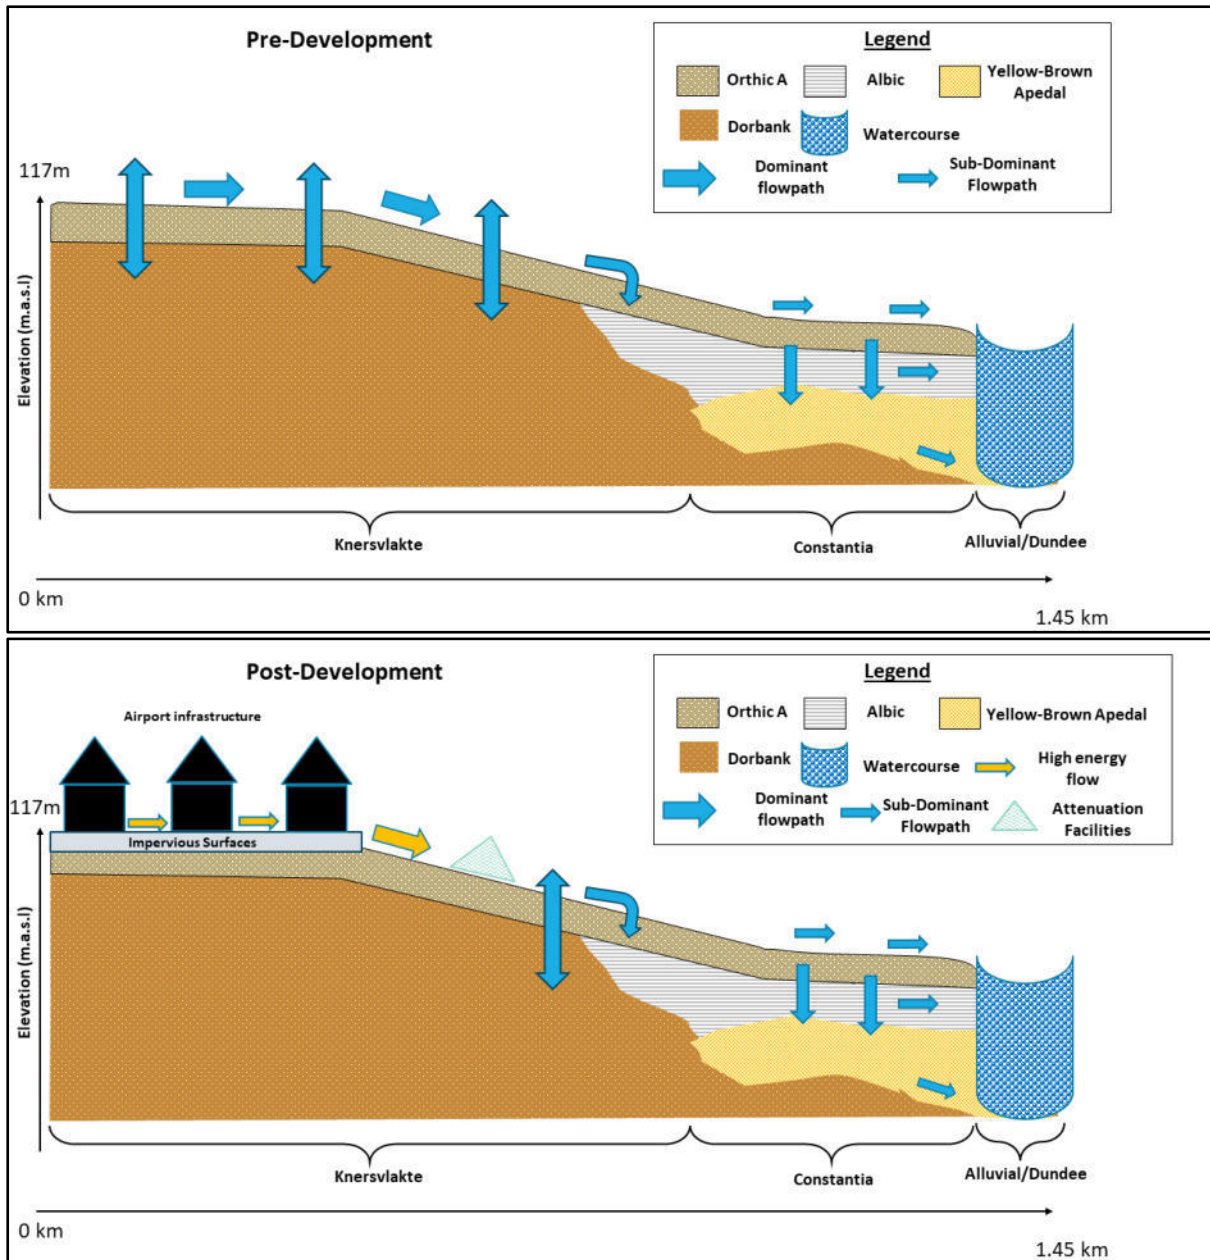 Pre-Development
Legend
Orthic A
Albic
Yellow-Brown
Apedal
Dorbank
Watercourse
Dominant
flowpath
Sub-Dominant
Flowpath
117m
Elevation (m.a.s.l)
Knersvlakte
Constantia
Alluvial/Dundee
0 km
1.45 km
Post-Development
Legend
Airport infrastructure
Orthic A
Albic
Yellow-Brown Apedal
Dorbank
Watercourse
High energy
flow
Dominant
flowpath
Sub-Dominant
Flowpath
Attenuation
Facilities
117m
Impervious Surfaces
Elevation (m.a.s.l)
Knersvlakte
Constantia
Alluvial/Dundee
0 km
1.45 km